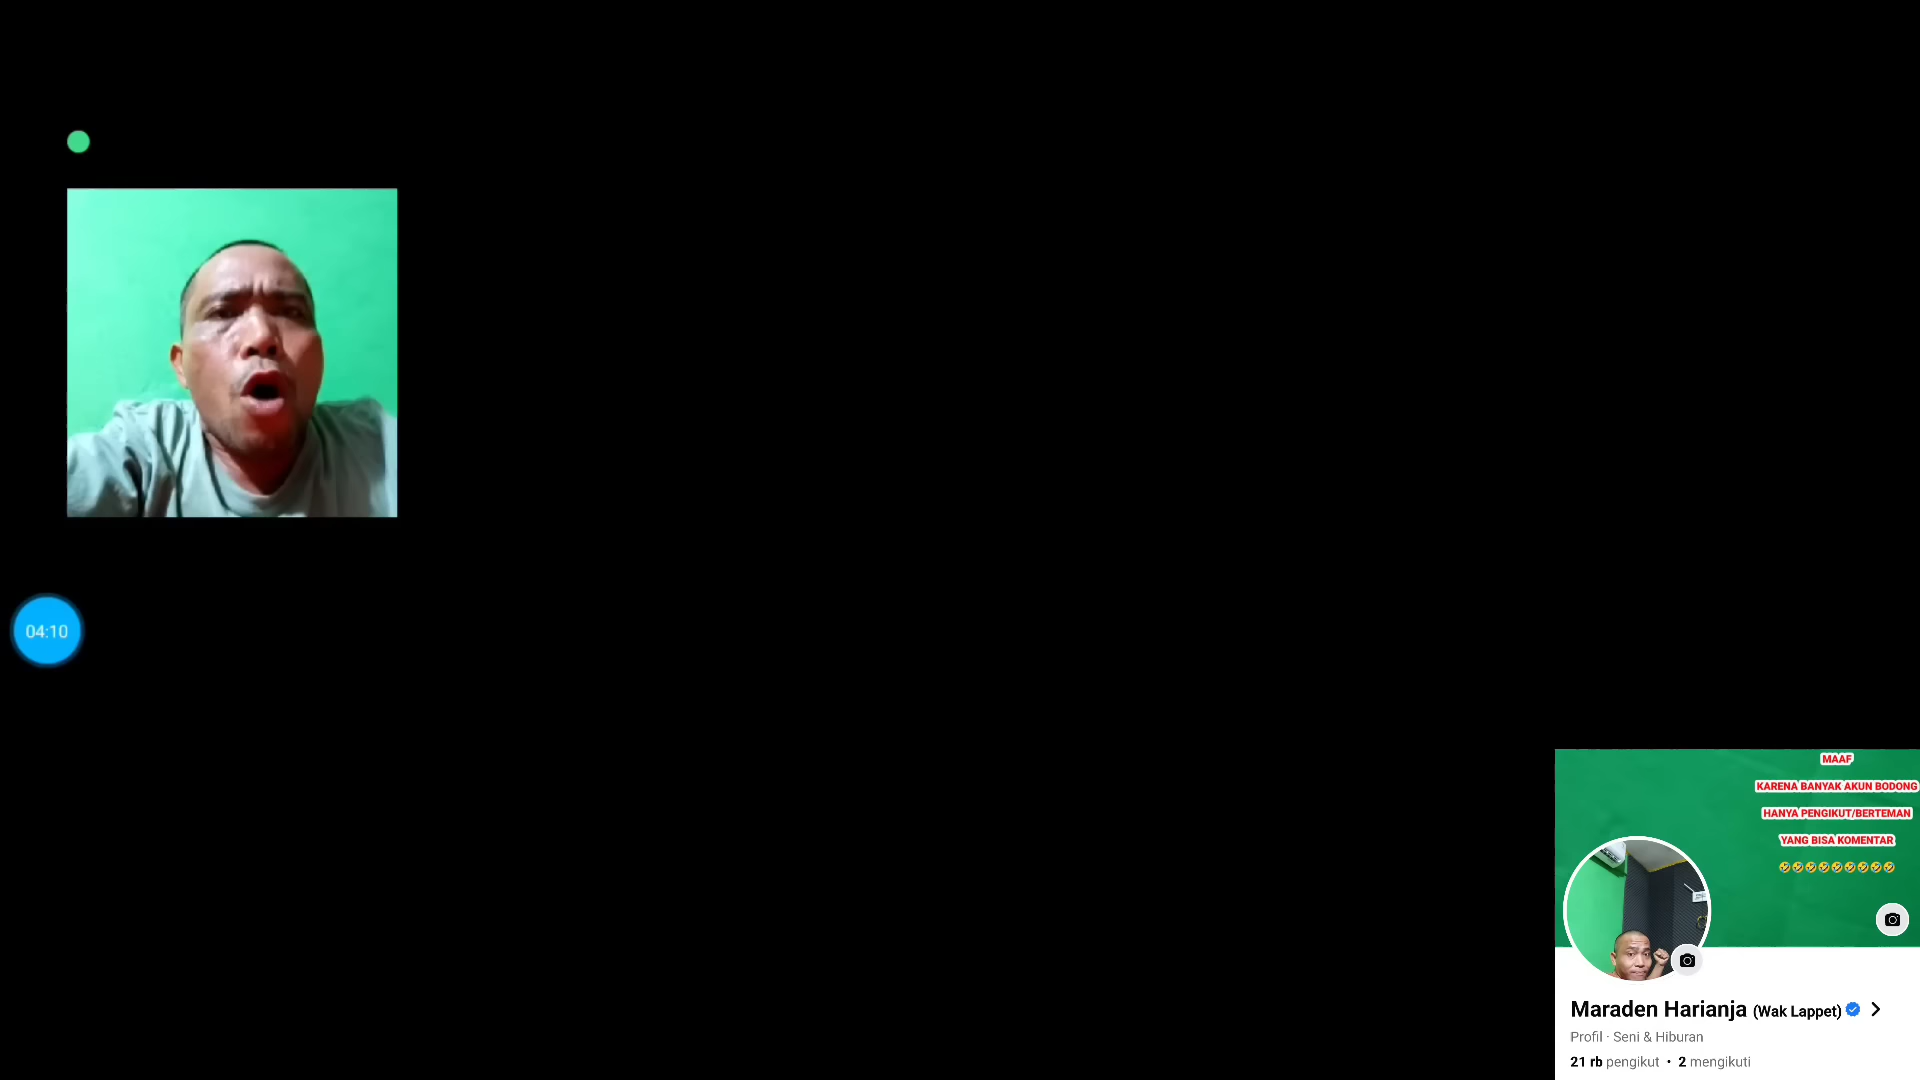 04:10
MAAF
KARENA BANYAK AKUN BODONG
HANYA PENGIKUT/BERTEMAN
YANG BISA KOMENTAR
🤣🤣🤣🤣🤣🤣🤣🤣🤣
Maraden Harianja (Wak Lappet)
Profil · Seni & Hiburan
21 rb pengikut • 2 mengikuti